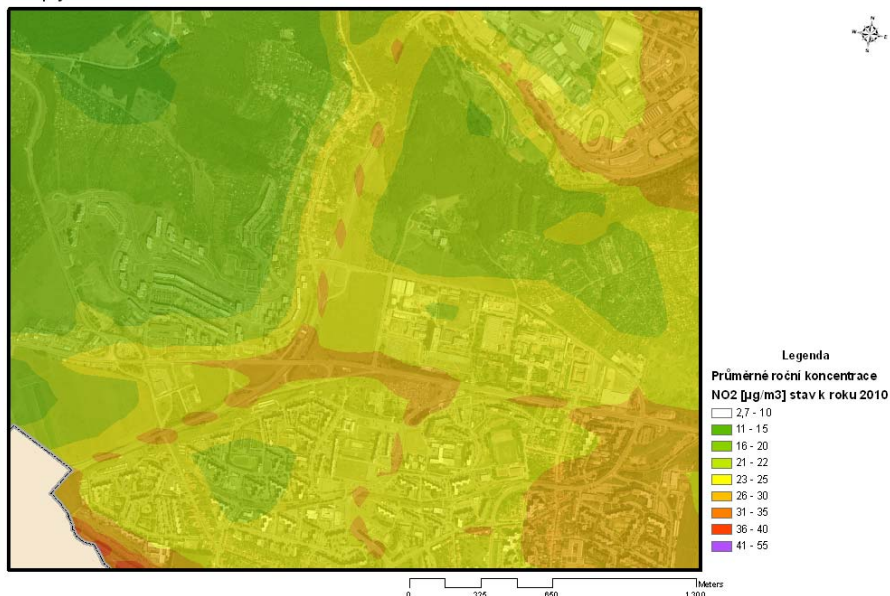 N
W
E
S
Legenda
Průměrné roční koncentrace
NO2 [µg/m3] stav k roku 2010
2,7 - 10
11 - 15
16 - 20
21 - 22
23 - 25
26 - 30
31 - 35
36 - 40
41 - 55
Meters
0 325 650 1 300